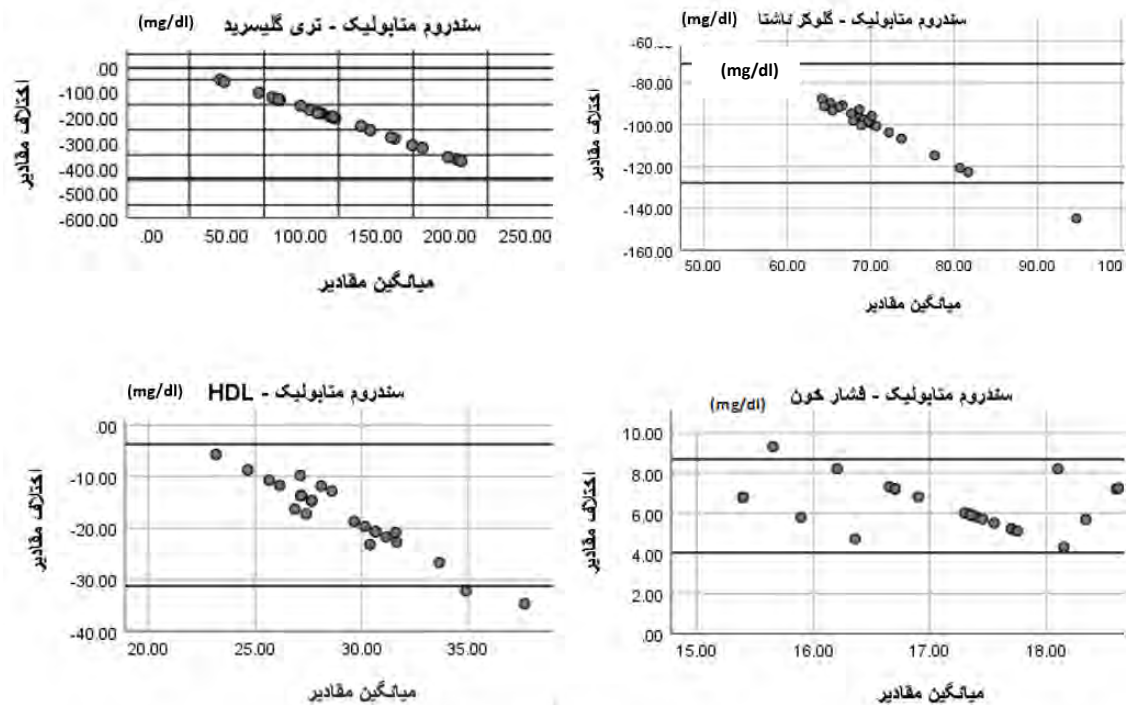 سندروم متابولیک - تری گلیسرید (mg/dl)
.00
-100.00
-200.00
-300.00
-400.00
-500.00
-600.00
اختلاف مقادیر
.00 50.00 100.00 150.00 200.00 250.00
میانگین مقادیر
سندروم متابولیک - گلوکز ناشتا (mg/dl)
(mg/dl)
-60.00
-80.00
-100.00
-120.00
-140.00
-160.00
اختلاف مقادیر
50.00 60.00 70.00 80.00 90.00 100
میانگین مقادیر
سندروم متابولیک - HDL (mg/dl)
.00
-10.00
-20.00
-30.00
-40.00
اختلاف مقادیر
20.00 25.00 30.00 35.00
میانگین مقادیر
سندروم متابولیک - فشار خون (mg/dl)
10.00
8.00
6.00
4.00
2.00
.00
اختلاف مقادیر
15.00 16.00 17.00 18.00
میانگین مقادیر